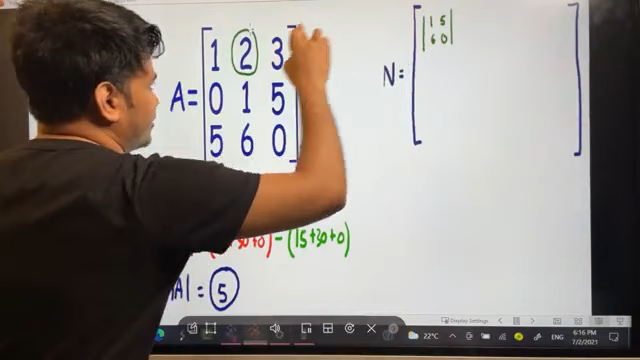 A = [1 2 3
0 1 5
5 6 0]
N = [|1 5
6 0|]
30+0) - (15+30+0)
|A| = 5
Display Settings
22°C ENG 6:16 PM
7/2/2021